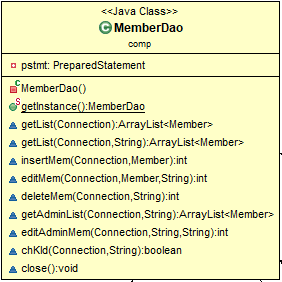 <<Java Class>>
MemberDao
comp
pstmt: PreparedStatement
MemberDao()
getInstance():MemberDao
getList(Connection):ArrayList<Member>
getList(Connection,String):ArrayList<Member>
insertMem(Connection,Member):int
editMem(Connection,Member,String):int
deleteMem(Connection,String):int
getAdminList(Connection,String):ArrayList<Member>
editAdminMem(Connection,String,String):int
chKId(Connection,String):boolean
close():void